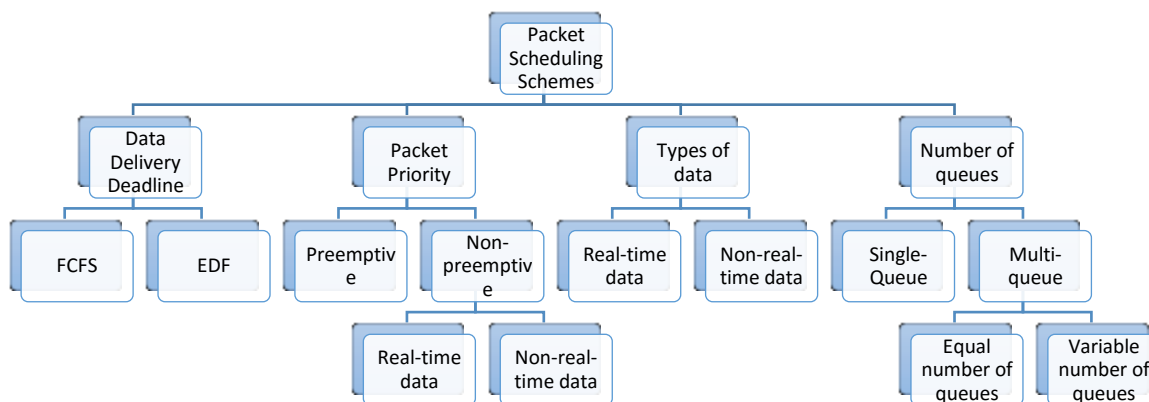 Packet
Scheduling
Schemes
Data
Delivery
Deadline
Packet
Priority
Types of
data
Number of
queues
FCFS
EDF
Preemptiv
e
Non-
preemptiv
e
Real-time
data
Non-real-
time data
Single-
Queue
Multi-
queue
Real-time
data
Non-real-
time data
Equal
number of
queues
Variable
number of
queues